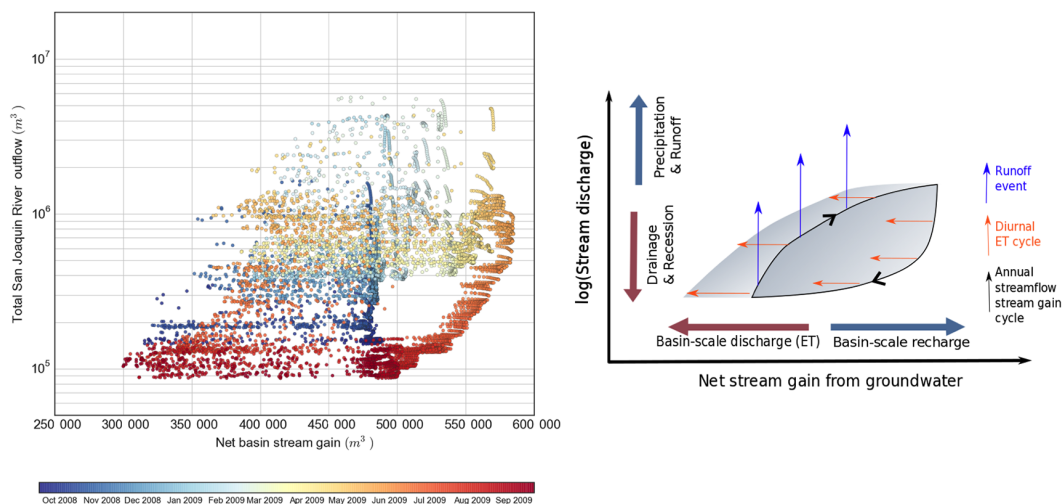 10^7
10^6
10^5
Total San Joaquin River outflow (m^3)
250 000 300 000 350 000 400 000 450 000 500 000 550 000 600 000
Net basin stream gain (m^3)
Oct 2008 Nov 2008 Dec 2008 Jan 2009 Feb 2009 Mar 2009 Apr 2009 May 2009 Jun 2009 Jul 2009 Aug 2009 Sep 2009
log(Stream discharge)
Precipitation
& Runoff
Drainage
& Recession
Basin-scale discharge (ET)
Basin-scale recharge
Net stream gain from groundwater
Runoff
event
Diurnal
ET cycle
Annual
streamflow
stream gain
cycle